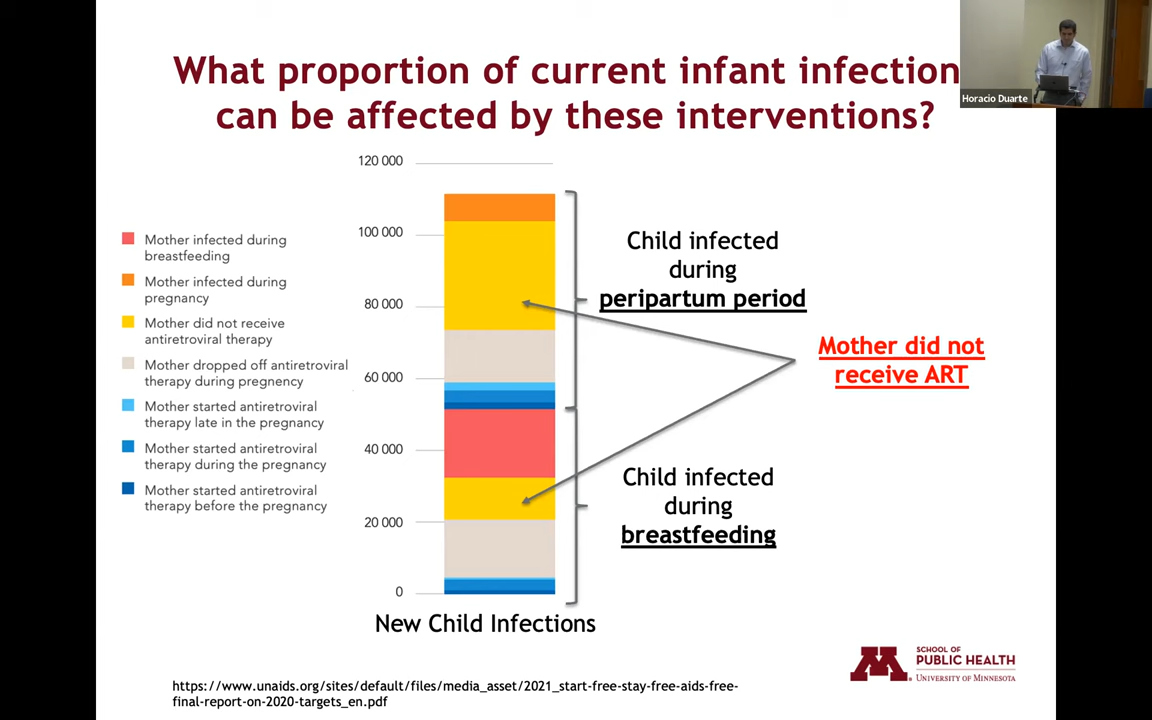 What proportion of current infant infection
can be affected by these interventions?
Horacio Duarte
120 000
100 000
80 000
60 000
40 000
20 000
0
Mother infected during
breastfeeding
Mother infected during
pregnancy
Mother did not receive
antiretroviral therapy
Mother dropped off antiretroviral
therapy during pregnency
Mother started antiretroviral
therapy late in the pregnancy
Mother started antiretroviral
therapy during the pregnancy
Mother started antiretroviral
therapy before the pregnancy
Child infected
during
peripartum period
Mother did not
receive ART
Child infected
during
breastfeeding
New Child Infections
https://www.unaids.org/sites/default/files/media_asset/2021_start-free-stay-free-aids-free-
final-report-on-2020-targets_en.pdf
M
SCHOOL OF
PUBLIC HEALTH
UNIVERSITY OF MINNESOTA